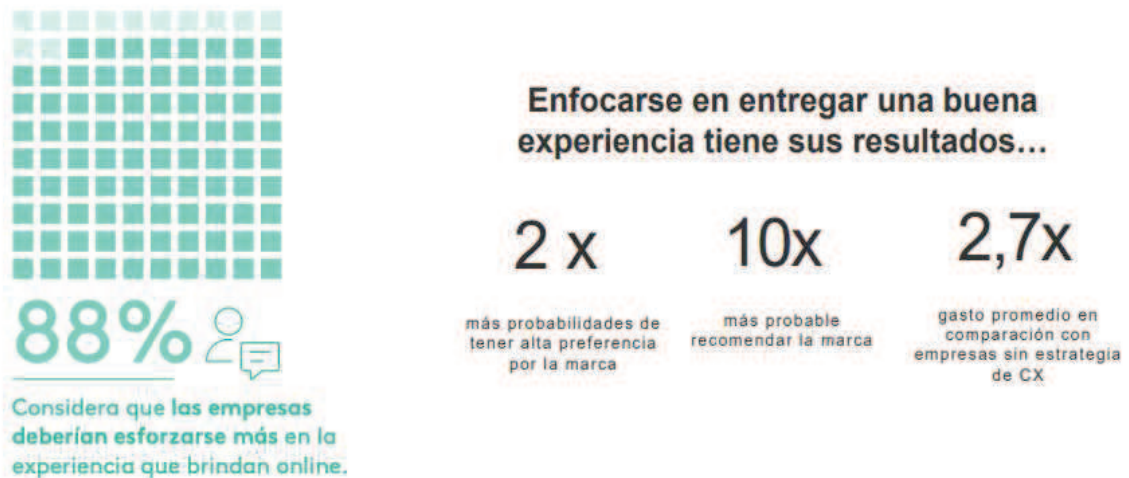 88%
Considera que las empresas
deberían esforzarse más en la
experiencia que brindan online.
Enfocarse en entregar una buena
experiencia tiene sus resultados...
2 x
más probabilidades de
tener alta preferencia
por la marca
10x
más probable
recomendar la marca
2,7x
gasto promedio en
comparación con
empresas sin estrategia
de CX